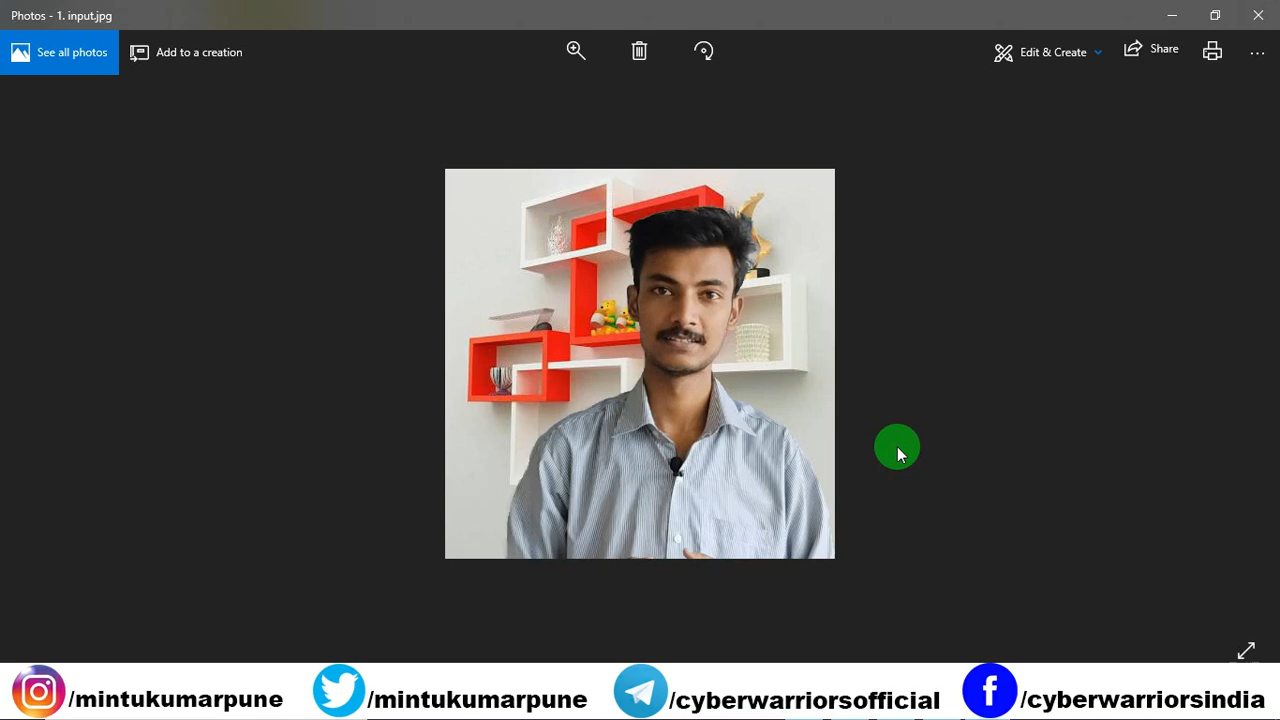 Photos - 1. input.jpg
See all photos
Add to a creation
Edit & Create
Share
/mintukumarpune
/mintukumarpune
/cyberwarriorsofficial
/cyberwarriorsindia